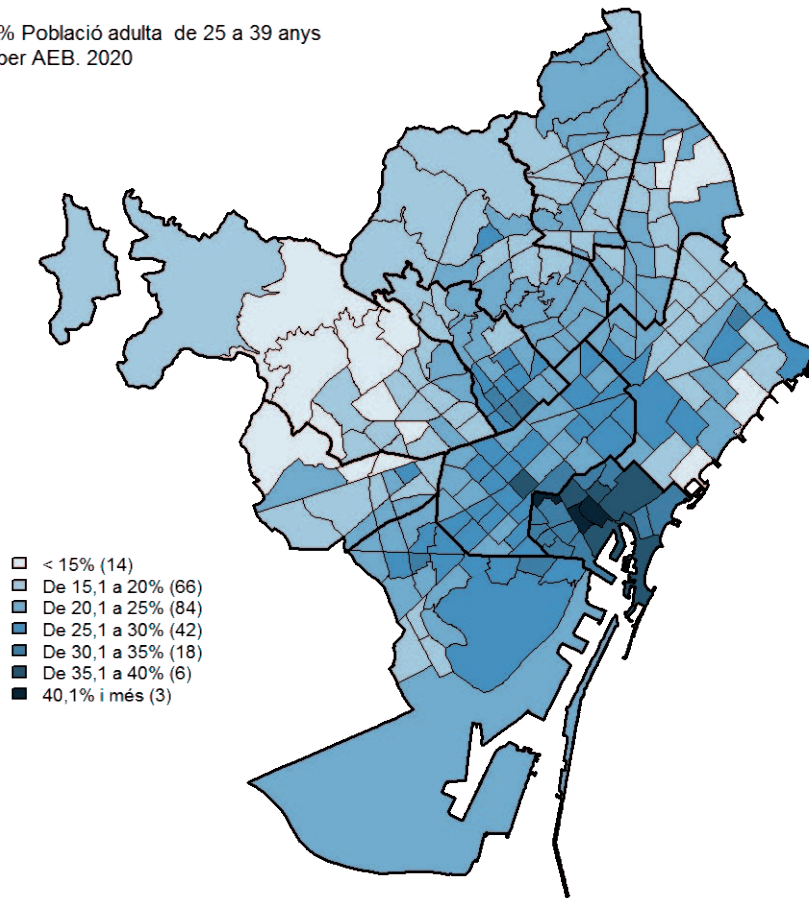 % Població adulta de 25 a 39 anys
per AEB. 2020
< 15% (14)
De 15,1 a 20% (66)
De 20,1 a 25% (84)
De 25,1 a 30% (42)
De 30,1 a 35% (18)
De 35,1 a 40% (6)
40,1% i més (3)